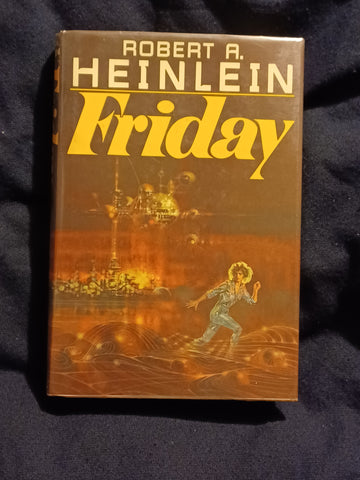 ROBERT A.
HEINLEIN
Friday